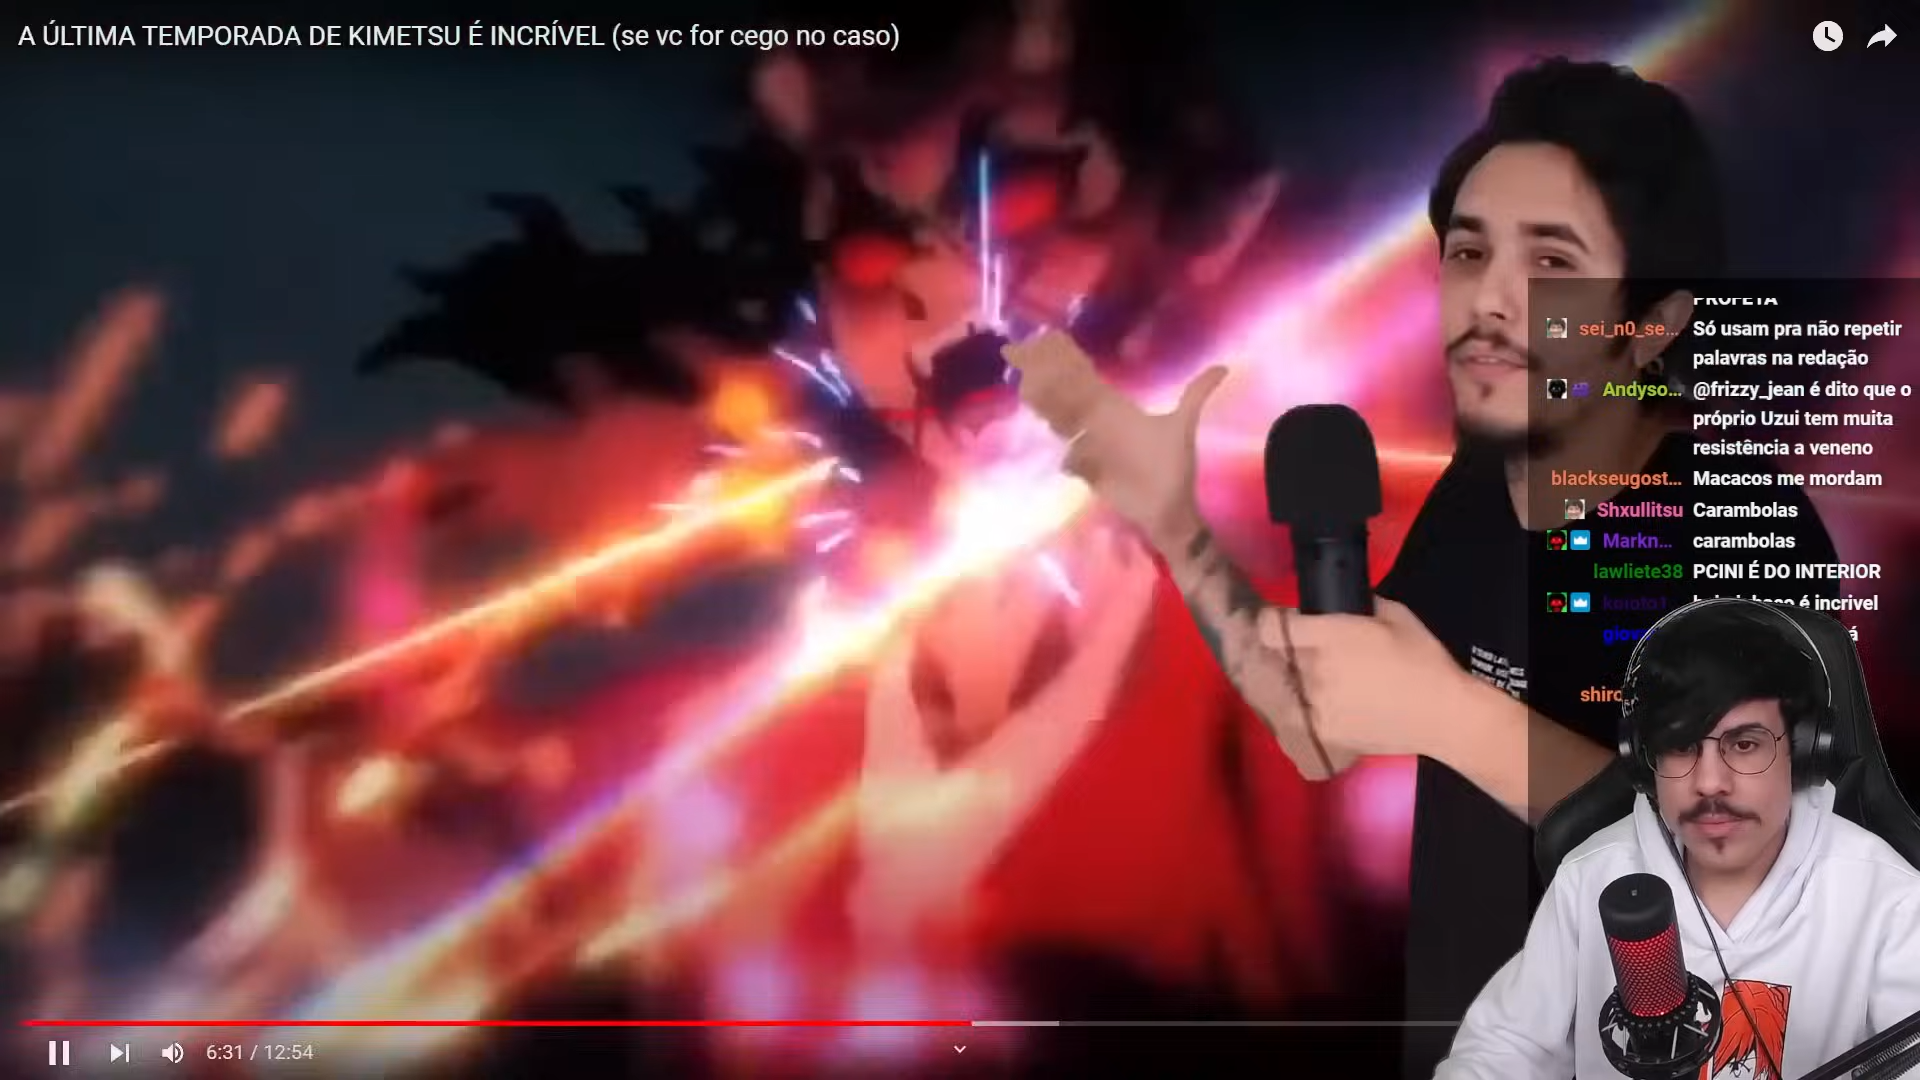 A ÚLTIMA TEMPORADA DE KIMETSU É INCRÍVEL (se vc for cego no caso)
PROFETA
sei_n0_se... Só usam pra não repetir
palavras na redação
Andyso... @frizzy_jean é dito que o
próprio Uzui tem muita
resistência a veneno
blackseugost... Macacos me mordam
Shxullitsu Carambolas
Markn... carambolas
lawliete38 PCINI É DO INTERIOR
é incrivel
6:31 / 12:54